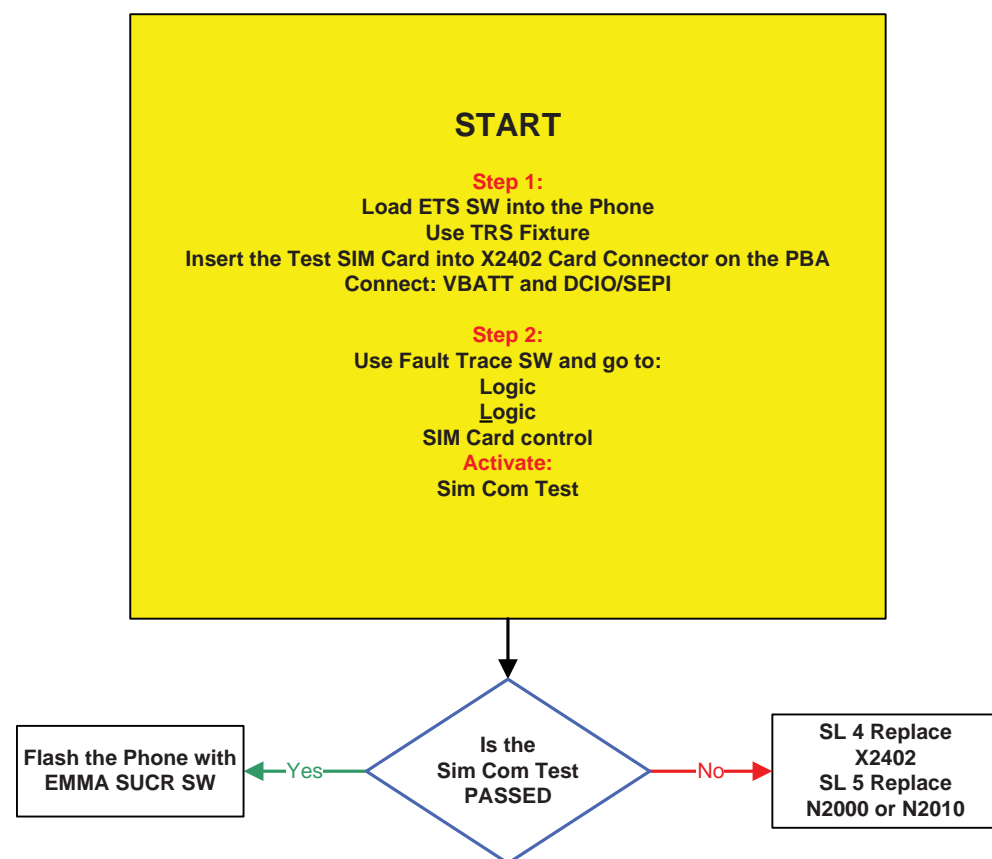 START
Step 1:
Load ETS SW into the Phone
Use TRS Fixture
Insert the Test SIM Card into X2402 Card Connector on the PBA
Connect: VBATT and DCIO/SEPI
Step 2:
Use Fault Trace SW and go to:
Logic
Logic
SIM Card control
Activate:
Sim Com Test
Flash the Phone with
EMMA SUCR SW
Yes
Is the
Sim Com Test
PASSED
No
SL 4 Replace
X2402
SL 5 Replace
N2000 or N2010